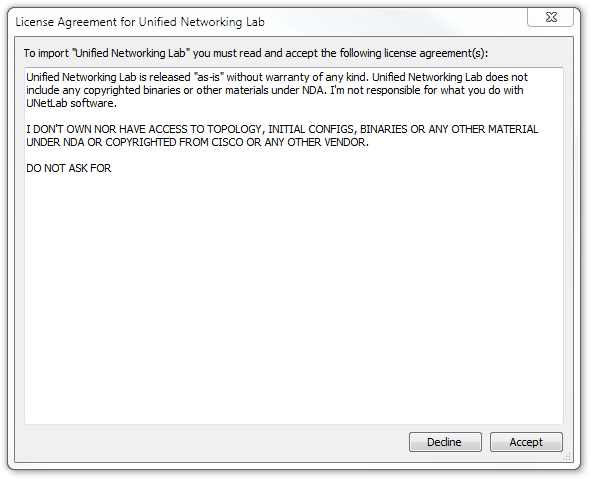 License Agreement for Unified Networking Lab
To import "Unified Networking Lab" you must read and accept the following license agreement(s):
Unified Networking Lab is released "as-is" without warranty of any kind. Unified Networking Lab does not
include any copyrighted binaries or other materials under NDA. I'm not responsible for what you do with
UNetLab software.
I DON'T OWN NOR HAVE ACCESS TO TOPOLOGY, INITIAL CONFIGS, BINARIES OR ANY OTHER MATERIAL
UNDER NDA OR COPYRIGHTED FROM CISCO OR ANY OTHER VENDOR.
DO NOT ASK FOR
Decline Accept